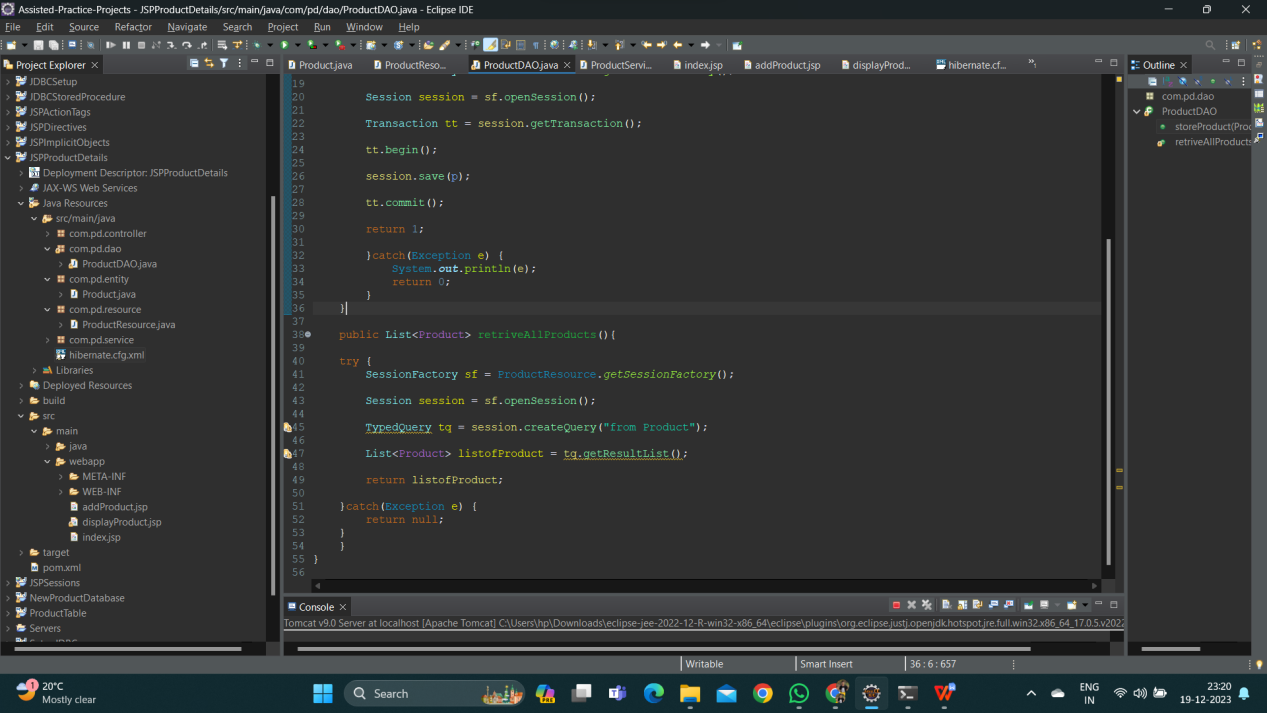 Assisted-Practice-Projects - JSPProductDetails/src/main/java/com/pd/dao/ProductDAO.java - Eclipse IDE
File Edit Source Refactor Navigate Search Project Run Window Help
Project Explorer
Product.java
ProductReso...
ProductDAO.java
ProductServi...
index.jsp
addProduct.jsp
displayProd...
hibernate.cf...
Outline
JDBCSetup
JDBCStoredProcedure
JSPActionTags
JSPDirectives
JSPImplicitObjects
JSPProductDetails
Deployment Descriptor: JSPProductDetails
JAX-WS Web Services
Java Resources
src/main/java
com.pd.controller
com.pd.dao
ProductDAO.java
com.pd.entity
Product.java
com.pd.resource
ProductResource.java
com.pd.service
hibernate.cfg.xml
Libraries
Deployed Resources
build
src
main
java
webapp
META-INF
WEB-INF
addProduct.jsp
displayProduct.jsp
index.jsp
target
pom.xml
JSPSessions
NewProductDatabase
ProductTable
Servers
19
20 Session session = sf.openSession();
21
22 Transaction tt = session.getTransaction();
23
24 tt.begin();
25
26 session.save(p);
27
28 tt.commit();
29
30 return 1;
31
32 }catch(Exception e) {
33 System.out.println(e);
34 return 0;
35 }
36 }
37
38 public List<Product> retriveAllProducts(){
39
40 try {
41 SessionFactory sf = ProductResource.getSessionFactory();
42
43 Session session = sf.openSession();
44
45 TypedQuery tq = session.createQuery("from Product");
46
47 List<Product> listofProduct = tq.getResultList();
48
49 return listofProduct;
50
51 }catch(Exception e) {
52 return null;
53 }
54 }
55 }
56
com.pd.dao
ProductDAO
storeProduct(Pro
retriveAllProducts
Console
Tomcat v9.0 Server at localhost [Apache Tomcat] C:\Users\hp\Downloads\eclipse-jee-2022-12-R-win32-x86_64\eclipse\plugins\org.eclipse.justj.openjdk.hotspot.jre.full.win32.x86_64_17.0.5.v2022
Writable
Smart Insert
36 : 6 : 657
1
20°C
Mostly clear
Search
PRE
ENG
IN
23:20
19-12-2023